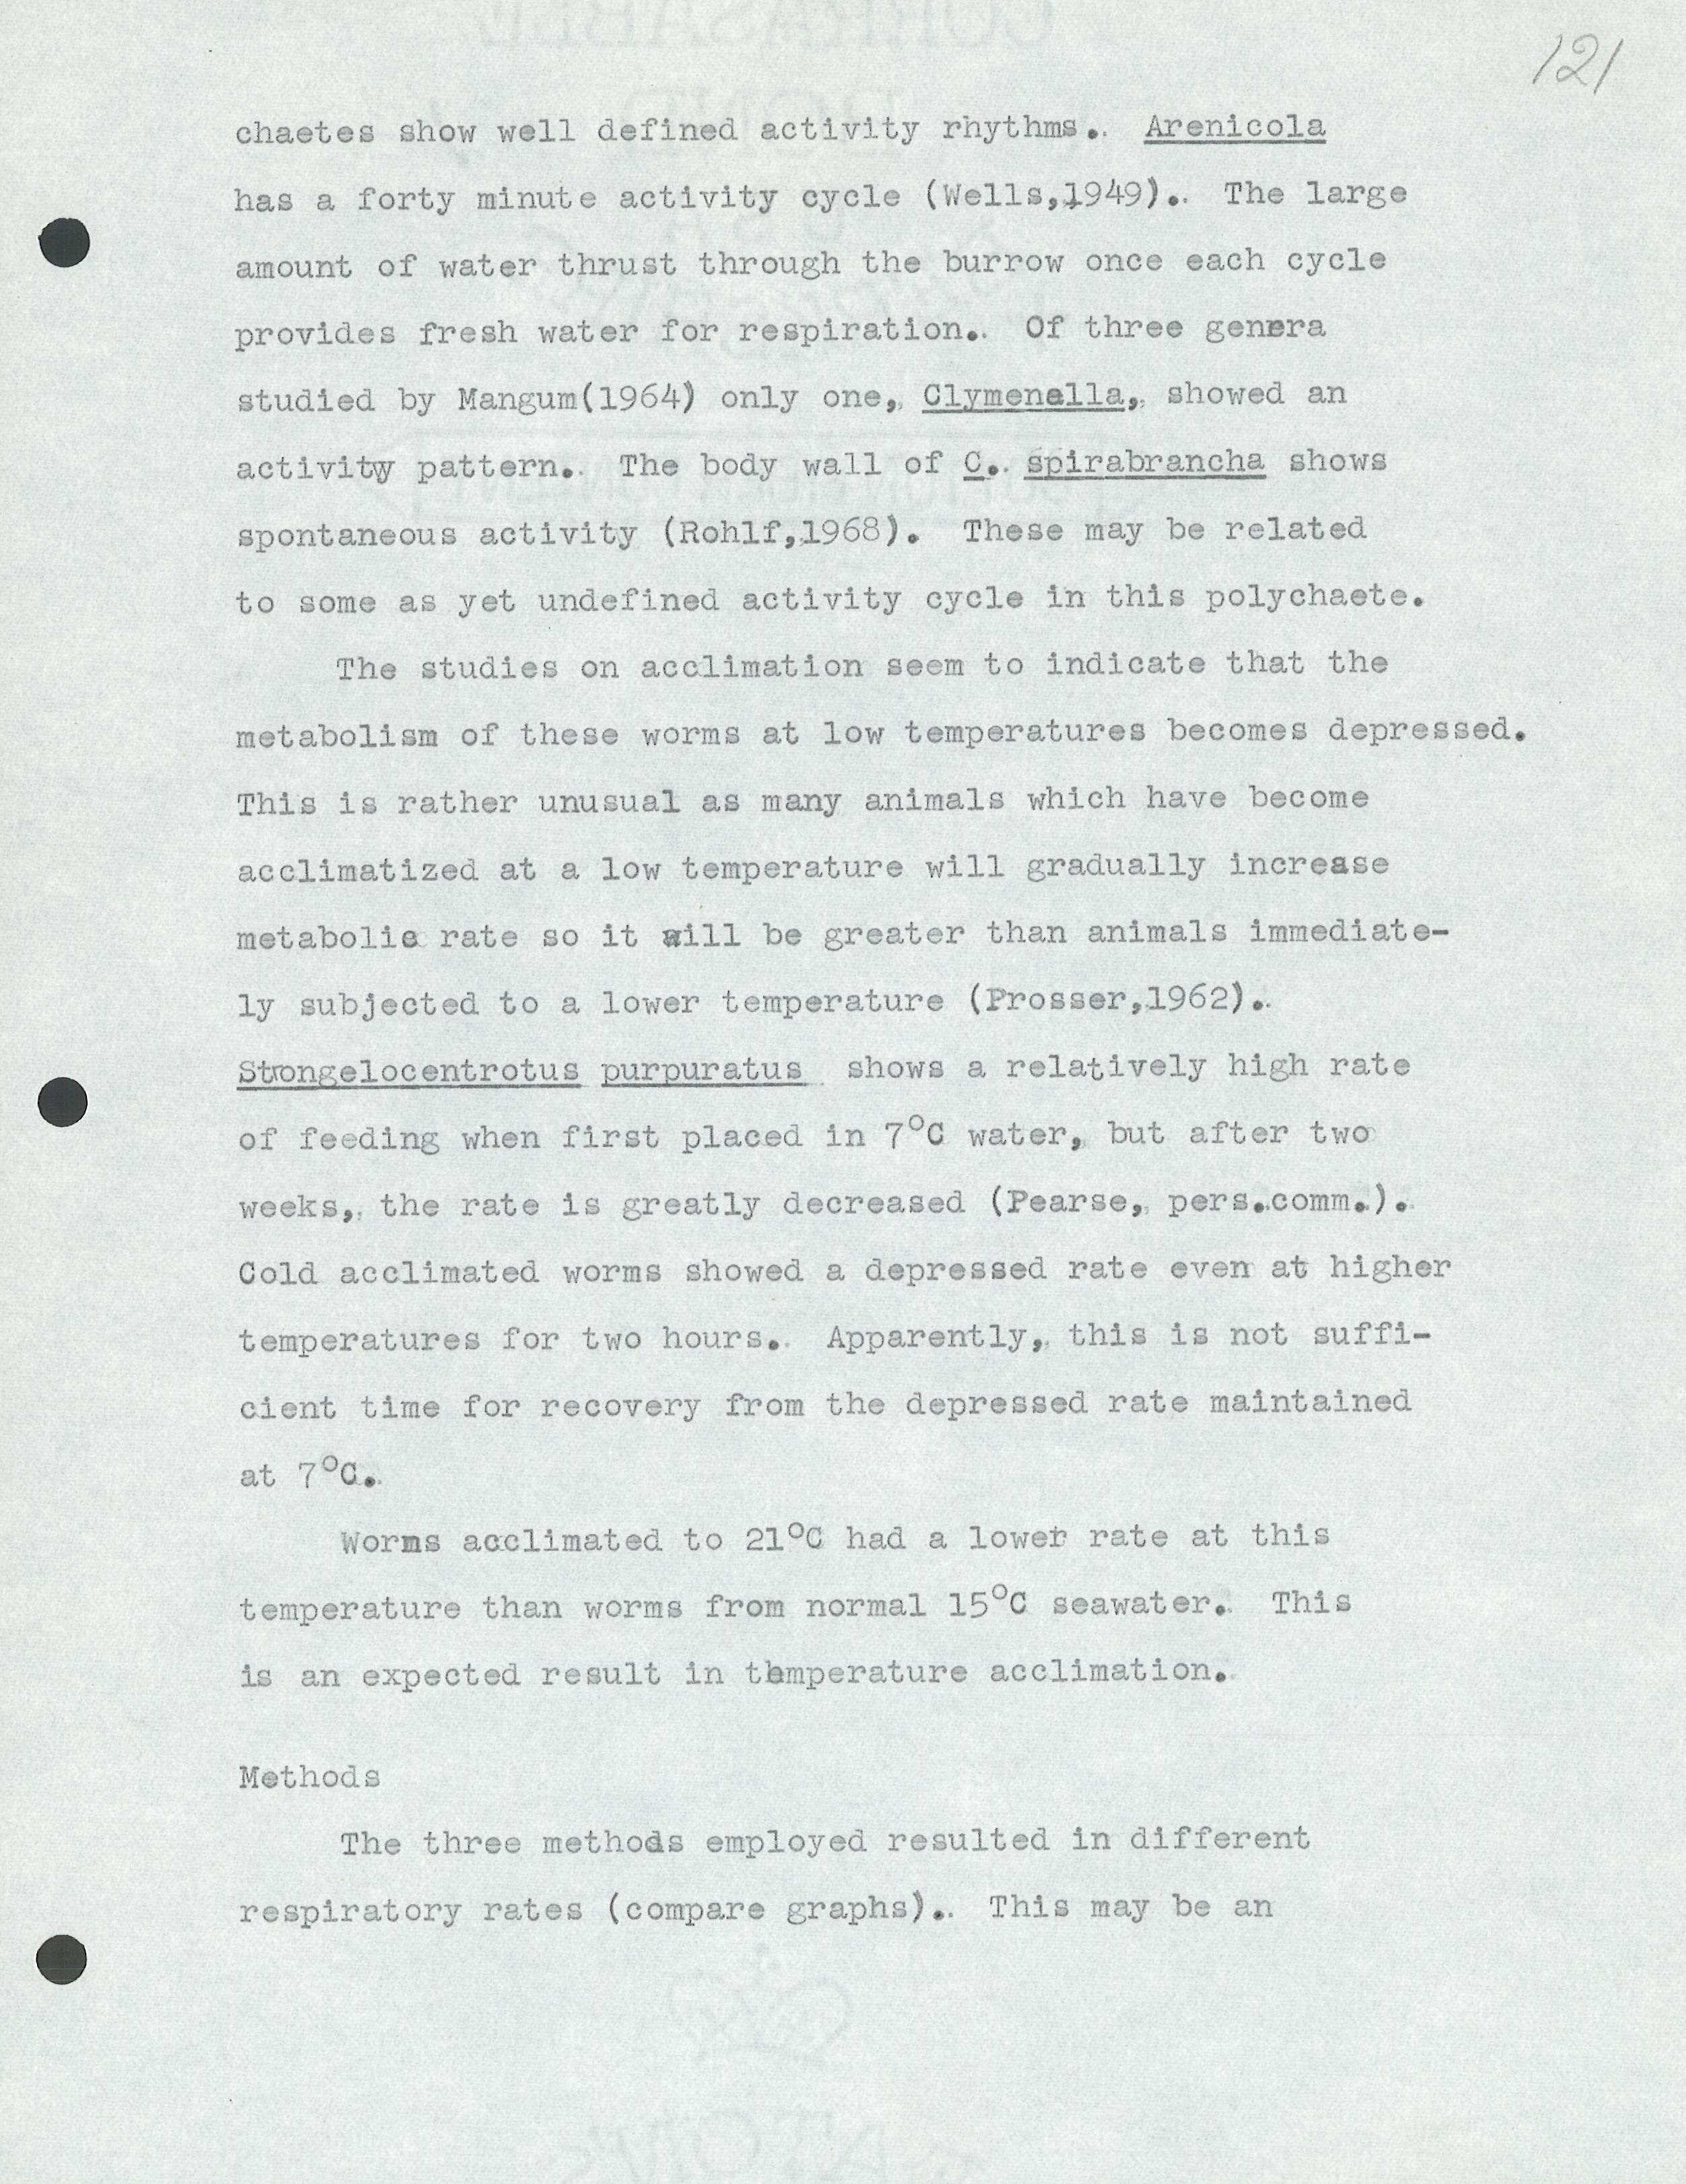 121
chaetes show well defined activity rhythms. Arenicola
has a forty minute activity cycle (Wells,1949). The large
amount of water thrust through the burrow once each cycle
provides fresh water for respiration. Of three genera
studied by Mangum(1964) only one, Clymenella, showed an
activity pattern. The body wall of C. spirabrancha shows
spontaneous activity (Rohlf,1968). These may be related
to some as yet undefined activity cycle in this polychaete.
The studies on acclimation seem to indicate that the
metabolism of these worms at low temperatures becomes depressed.
This is rather unusual as many animals which have become
acclimatized at a low temperature will gradually increase
metabolic rate so it will be greater than animals immediate-
ly subjected to a lower temperature (Prosser,1962).
Strongelocentrotus purpuratus shows a relatively high rate
of feeding when first placed in 7°C water, but after two
weeks, the rate is greatly decreased (Pearse, pers.comm.).
Cold acclimated worms showed a depressed rate even at higher
temperatures for two hours. Apparently, this is not suffi-
cient time for recovery from the depressed rate maintained
at 7°C.
Worms acclimated to 21°C had a lower rate at this
temperature than worms from normal 15°C seawater. This
is an expected result in temperature acclimation.
Methods
The three methods employed resulted in different
respiratory rates (compare graphs). This may be an